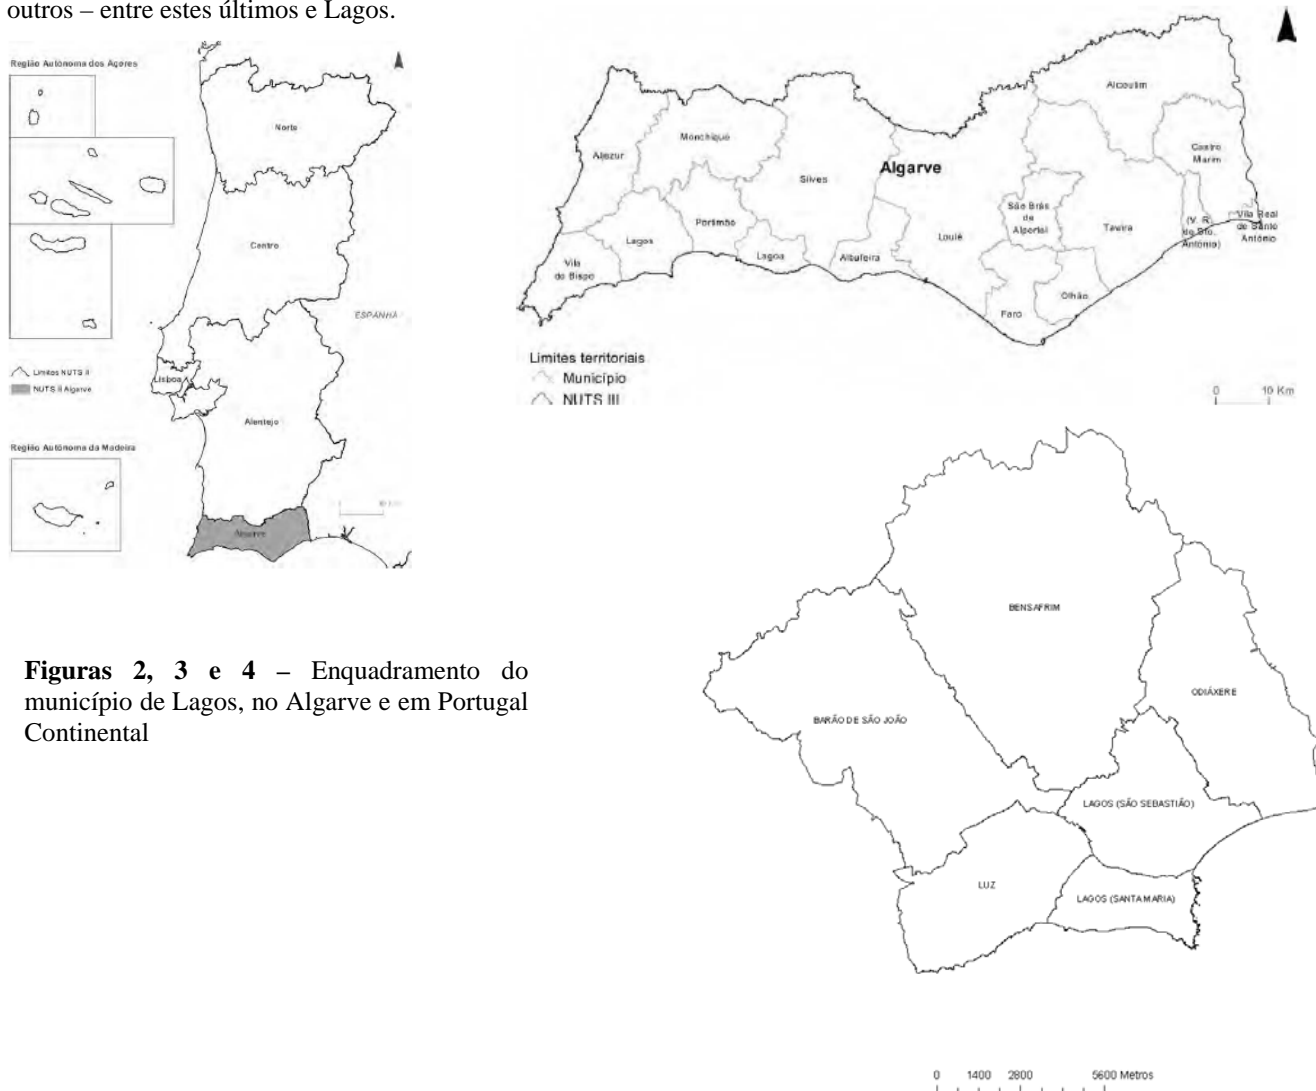 outros – entre estes últimos e Lagos.
Região Autónoma dos Açores
Norte
Centro
ESPANHA
Lisboa
Limites NUTS II
NUTS II Algarve
Alentejo
Região Autónoma da Madeira
Algarve
Alcoutim
Monchique
Aljezur
Castro
Marim
Algarve
Silves
São Brás
de
Alportel
Portimão
Tavira
(V. R.
de Sto.
António)
Vila Real
de Santo
António
Lagos
Loulé
Lagoa
Albufeira
Vila
do Bispo
Olhão
Faro
Limites territoriais
Município
NUTS III
0 10 Km
BENSAFRIM
ODIÁXERE
BARÃO DE SÃO JOÃO
LAGOS (SÃO SEBASTIÃO)
LUZ
LAGOS (SANTA MARIA)
Figuras 2, 3 e 4 – Enquadramento do
município de Lagos, no Algarve e em Portugal
Continental
0 1400 2800 5600 Metros